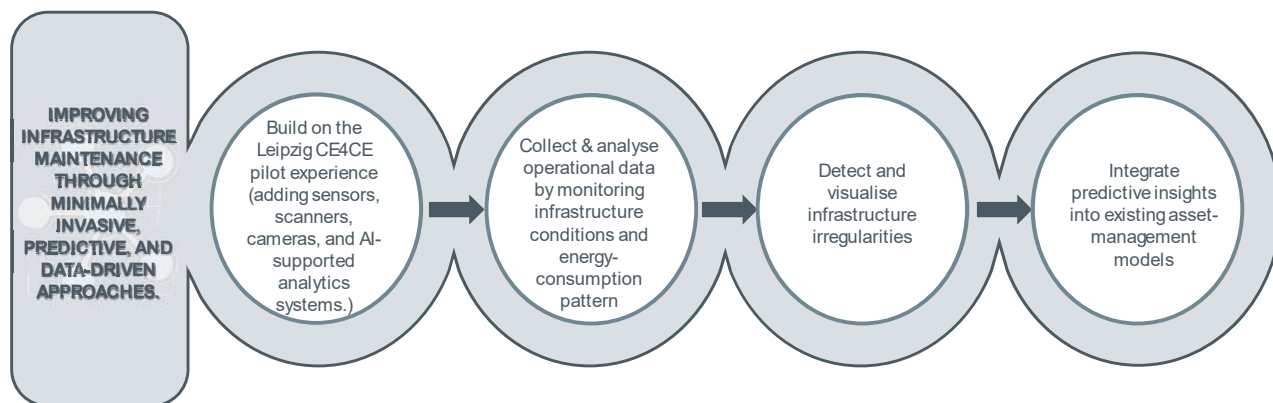 IMPROVING
INFRASTRUCTURE
MAINTENANCE
THROUGH
MINIMALLY
INVASIVE,
PREDICTIVE, AND
DATA-DRIVEN
APPROACHES.
Build on the
Leipzig CE4CE
pilot experience
(adding sensors,
scanners,
cameras, and AI-
supported
analytics
systems.)
Collect & analyse
operational data
by monitoring
infrastructure
conditions and
energy-
consumption
pattern
Detect and
visualise
infrastructure
irregularities
Integrate
predictive insights
into existing asset-
management
models